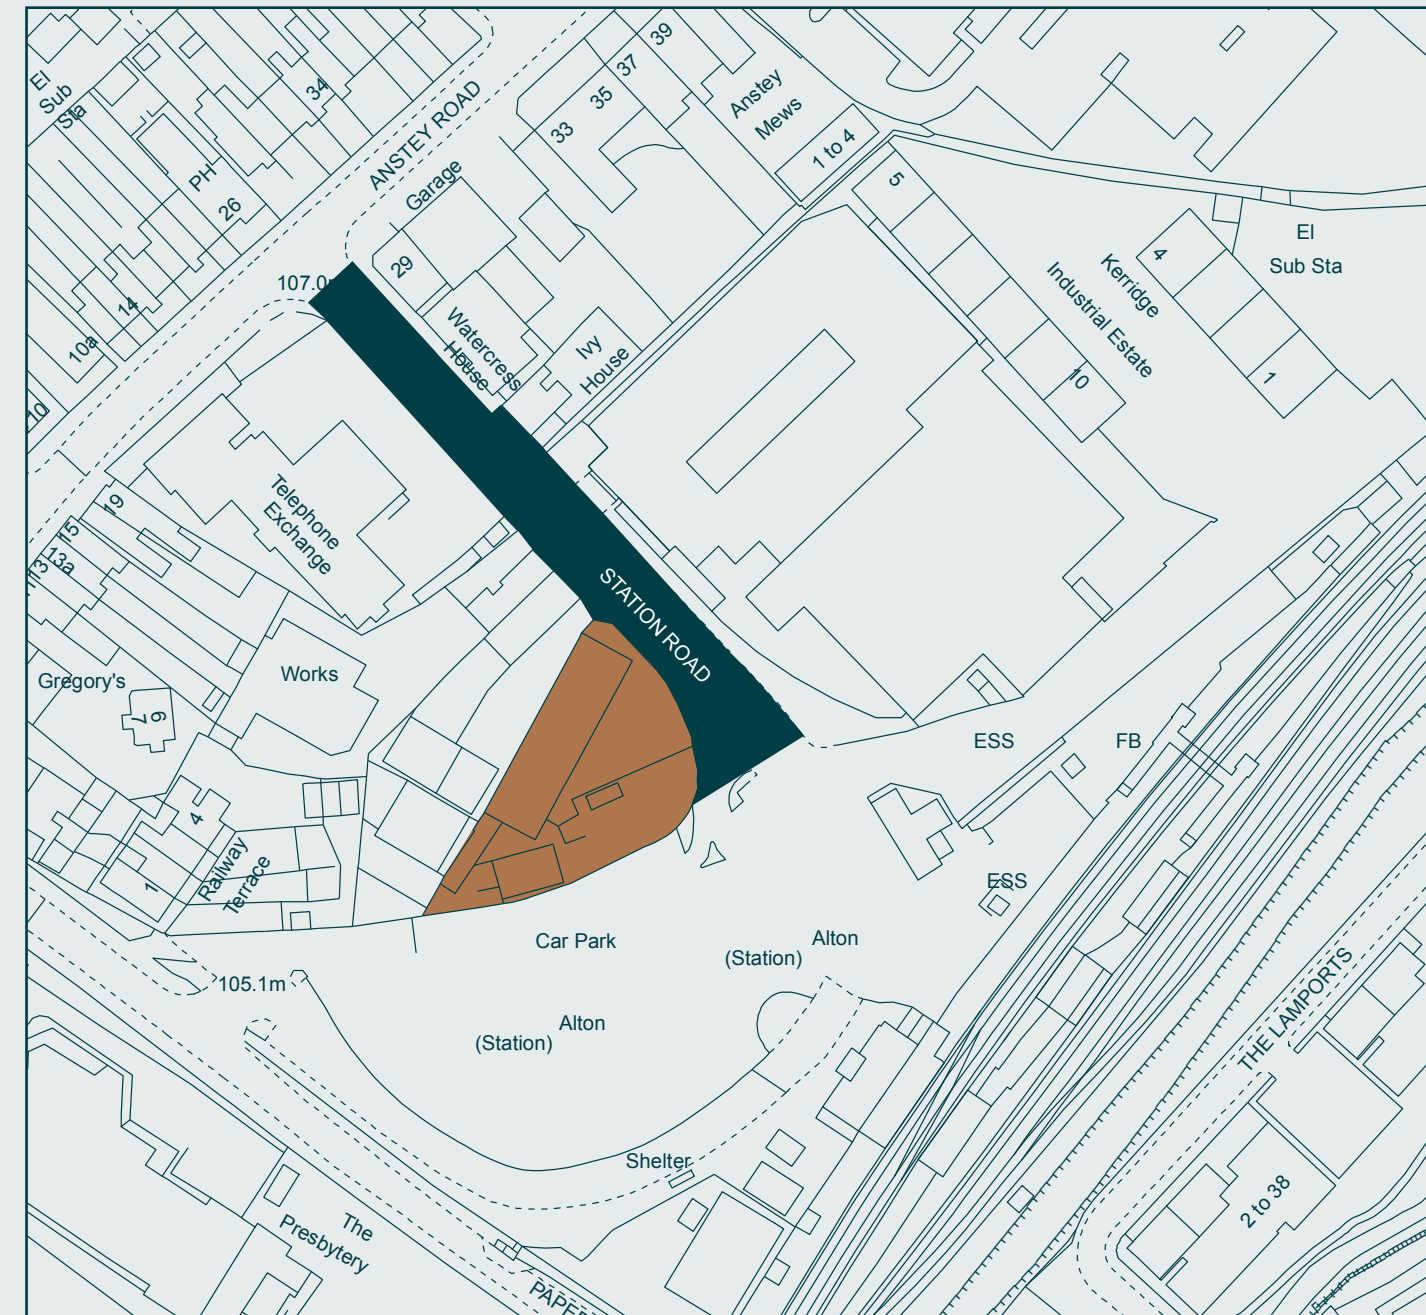 El
Sub
Sta
34
PH
26
14
10a
10
ANSTEY ROAD
Garage
29
33
35
37
39
Anstey
Mews
1 to 4
5
10
Kerridge
Industrial Estate
4
1
El
Sub Sta
107.0
Watercress
House
Ivy
House
Telephone
Exchange
19
15
13a
13
STATION ROAD
Gregory's
6
7
Works
4
1
Railway
Terrace
ESS
FB
ESS
Car Park
Alton
(Station)
105.1m
Alton
(Station)
THE LAMPORTS
Shelter
2 to 38
The
Presbytery
PAPE